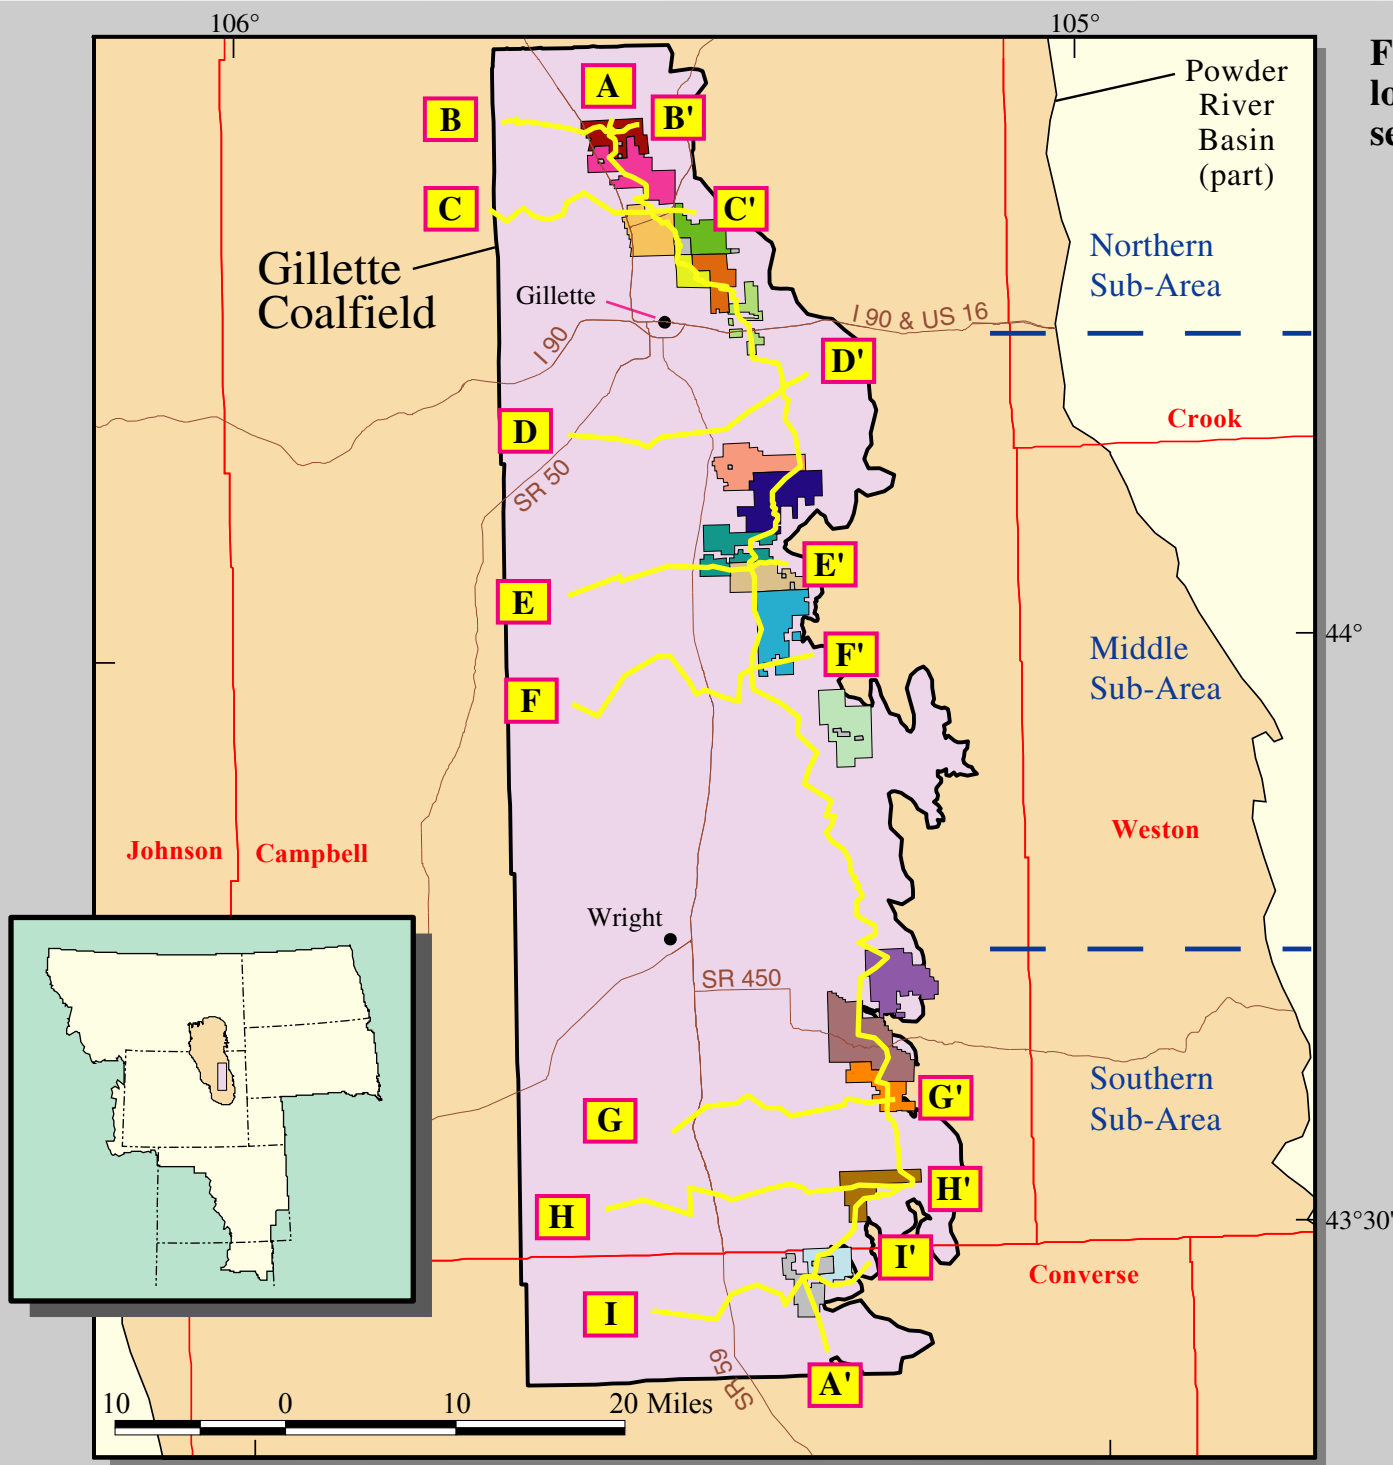 106°
105°
F
lo
se
Powder
River
Basin
(part)
A
B
B'
C
C'
Northern
Sub-Area
Gillette
Coalfield
Gillette
I 90 & US 16
I 90
D'
Crook
D
SR 50
E'
E
44°
Middle
Sub-Area
F'
F
Weston
Johnson
Campbell
Wright
SR 450
Southern
Sub-Area
G'
G
H'
H
43°30'
I'
Converse
I
SR 59
A'
10 0 10 20 Miles